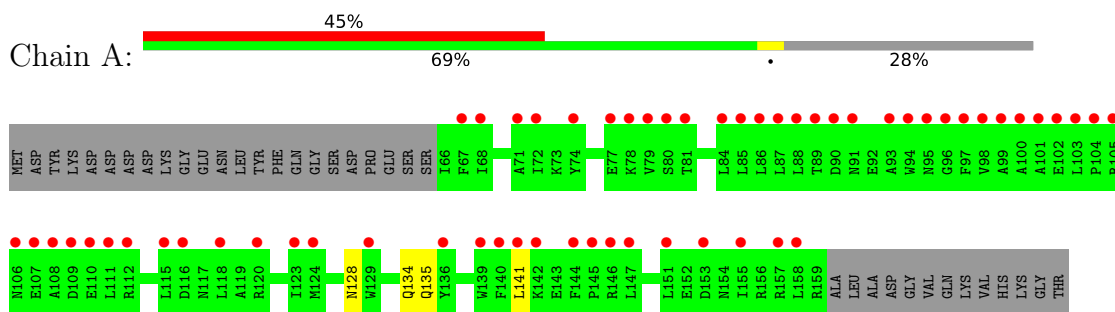 45%
Chain A:
69% • 28%
MET ASP TYR LYS ASP ASP ASP ASP LYS GLY GLU ASN LEU TYR PHE GLN GLY SER ASP PRO GLU SER SER I66 F67 I68 A71 I72 K73 Y74 E77 K78 V79 S80 T81 L84 L85 L86 L87 L88 T89 D90 N91 E92 A93 W94 N95 G96 F97 V98 A99 A100 A101 E102 L103 P104
N106 E107 A108 D109 E110 L111 R112 L115 D116 N117 L118 A119 R120 I123 M124 N128 W129 Q134 Q135 Y136 W139 F140 L141 K142 E143 F144 P145 R146 L147 L151 E152 D153 N154 I155 R156 R157 L158 R159 ALA LEU ALA ASP GLY VAL GLN LYS VAL HIS LYS GLY THR